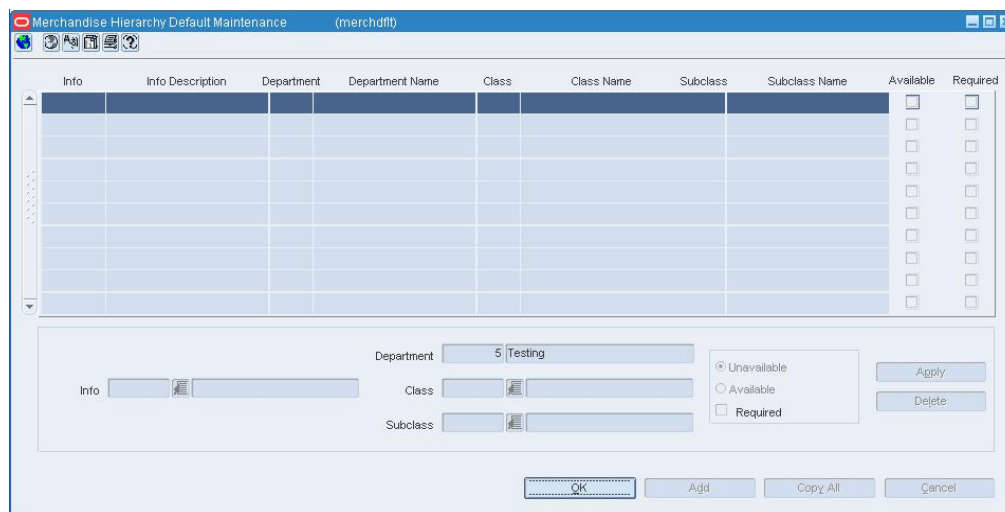 Merchandise Hierarchy Default Maintenance (merchdflt)
Info Info Description Department Department Name Class Class Name Subclass Subclass Name Available Required
Department 5 Testing
Unavailable
Info Class Available
Required
Subclass
Apply
Delete
OK Add Copy All Cancel